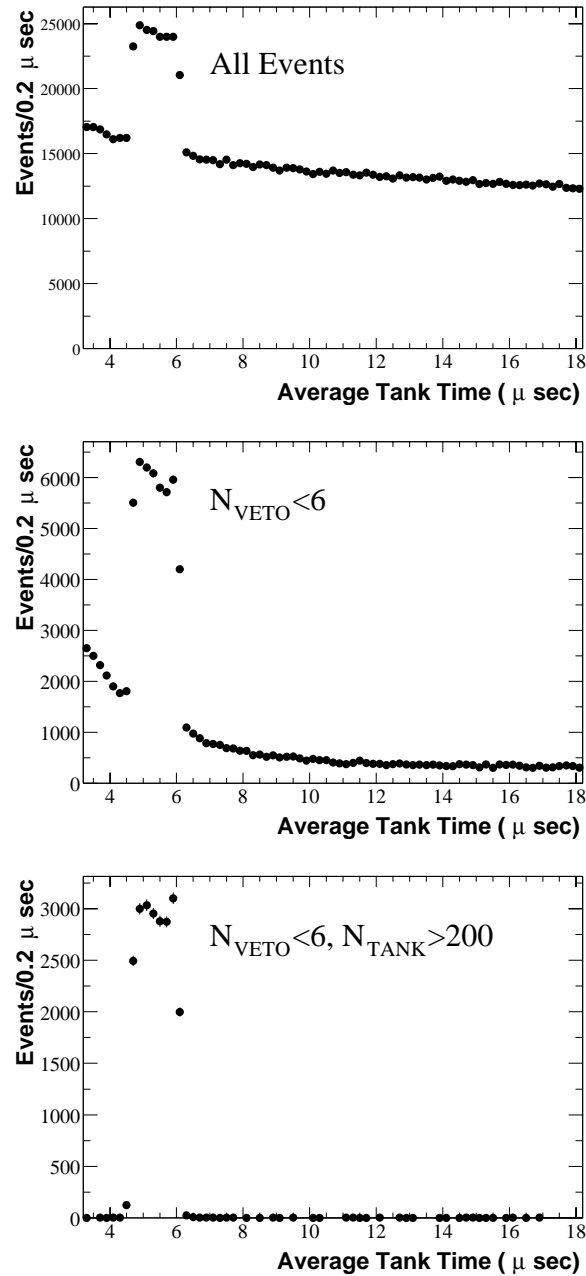 Events/0.2 μ sec
25000
20000
15000
10000
5000
0
All Events
4 6 8 10 12 14 16 18
Average Tank Time ( μ sec)
Events/0.2 μ sec
6000
5000
4000
3000
2000
1000
0
N_VETO<6
4 6 8 10 12 14 16 18
Average Tank Time ( μ sec)
Events/0.2 μ sec
3000
2500
2000
1500
1000
500
0
N_VETO<6, N_TANK>200
4 6 8 10 12 14 16 18
Average Tank Time ( μ sec)